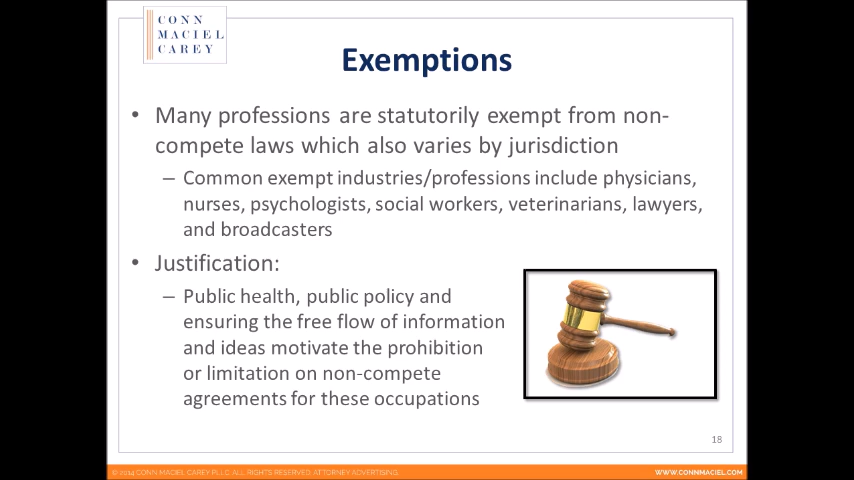 CONN
MACIEL
CAREY
Exemptions
• Many professions are statutorily exempt from non-
compete laws which also varies by jurisdiction
– Common exempt industries/professions include physicians,
nurses, psychologists, social workers, veterinarians, lawyers,
and broadcasters
• Justification:
– Public health, public policy and
ensuring the free flow of information
and ideas motivate the prohibition
or limitation on non-compete
agreements for these occupations
18
© 2014 CONN MACIEL CAREY PLLC ALL RIGHTS RESERVED. ATTORNEY ADVERTISING.
WWW.CONNMACIEL.COM